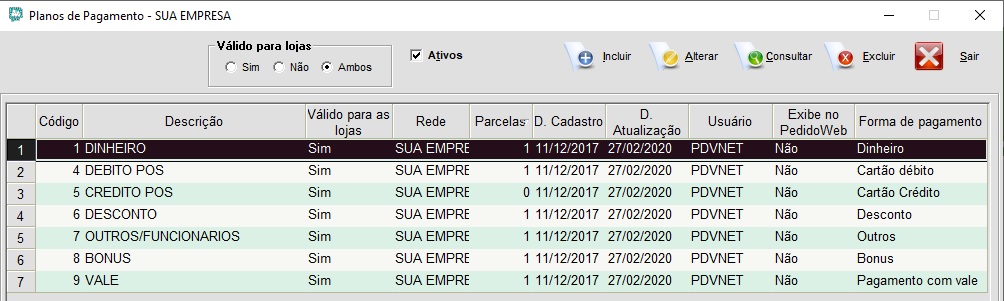 Planos de Pagamento - SUA EMPRESA
Válido para lojas
Sim Não Ambos
Ativos
Incluir Alterar Consultar Excluir Sair
Código Descrição Válido para as lojas Rede Parcelas D. Cadastro D. Atualização Usuário Exibe no PedidoWeb Forma de pagamento
1 1 DINHEIRO Sim SUA EMPRE 1 11/12/2017 27/02/2020 PDVNET Não Dinheiro
2 4 DEBITO POS Sim SUA EMPRE 1 11/12/2017 27/02/2020 PDVNET Não Cartão débito
3 5 CREDITO POS Sim SUA EMPRE 0 11/12/2017 27/02/2020 PDVNET Não Cartão Crédito
4 6 DESCONTO Sim SUA EMPRE 1 11/12/2017 27/02/2020 PDVNET Não Desconto
5 7 OUTROS/FUNCIONARIOS Sim SUA EMPRE 1 11/12/2017 27/02/2020 PDVNET Não Outros
6 8 BONUS Sim SUA EMPRE 1 11/12/2017 27/02/2020 PDVNET Não Bonus
7 9 VALE Sim SUA EMPRE 1 11/12/2017 27/02/2020 PDVNET Não Pagamento com vale